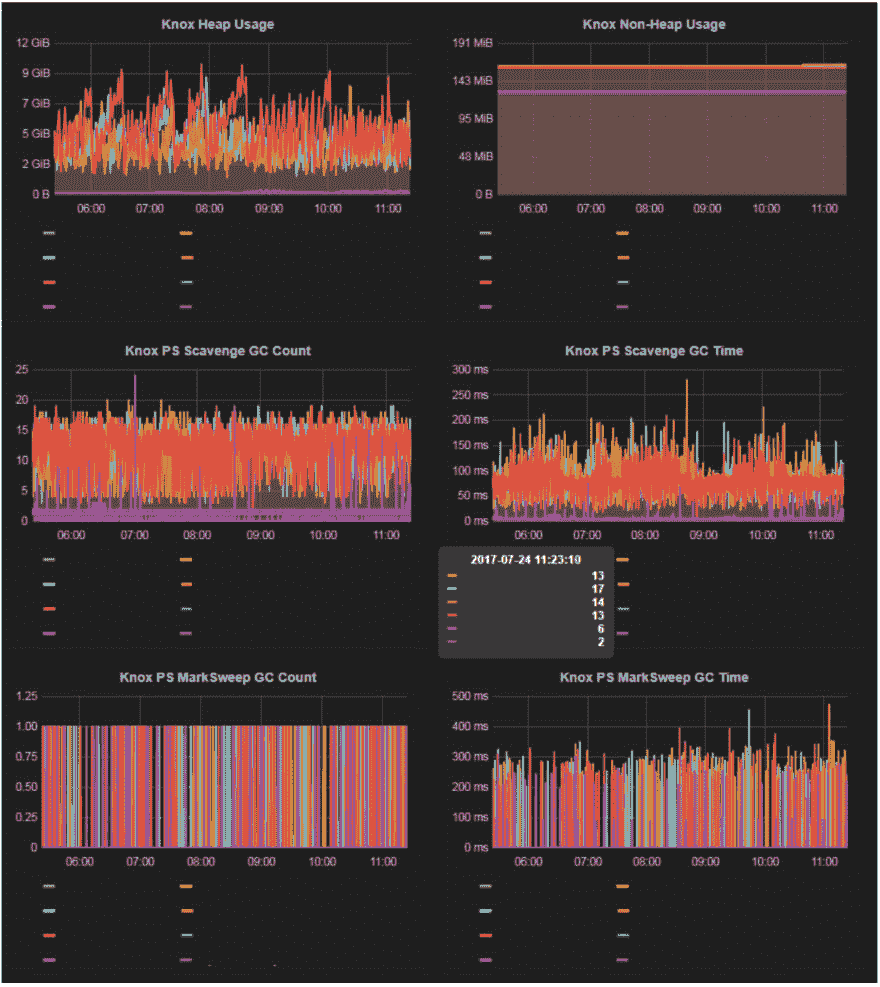 Knox Heap Usage
12 GiB
9 GiB
7 GiB
5 GiB
2 GiB
0 B
06:00 07:00 08:00 09:00 10:00 11:00
Knox Non-Heap Usage
191 MiB
143 MiB
95 MiB
48 MiB
0 B
06:00 07:00 08:00 09:00 10:00 11:00
Knox PS Scavenge GC Count
25
20
15
10
5
0
06:00 07:00 08:00 09:00 10:00 11:00
Knox PS Scavenge GC Time
300 ms
250 ms
200 ms
150 ms
100 ms
50 ms
0 ms
06:00 07:00 08:00 09:00 10:00 11:00
2017-07-24 11:23:10
13
17
14
13
6
2
Knox PS MarkSweep GC Count
1.25
1.00
0.75
0.50
0.25
0
06:00 07:00 08:00 09:00 10:00 11:00
Knox PS MarkSweep GC Time
500 ms
400 ms
300 ms
200 ms
100 ms
0 ms
06:00 07:00 08:00 09:00 10:00 11:00